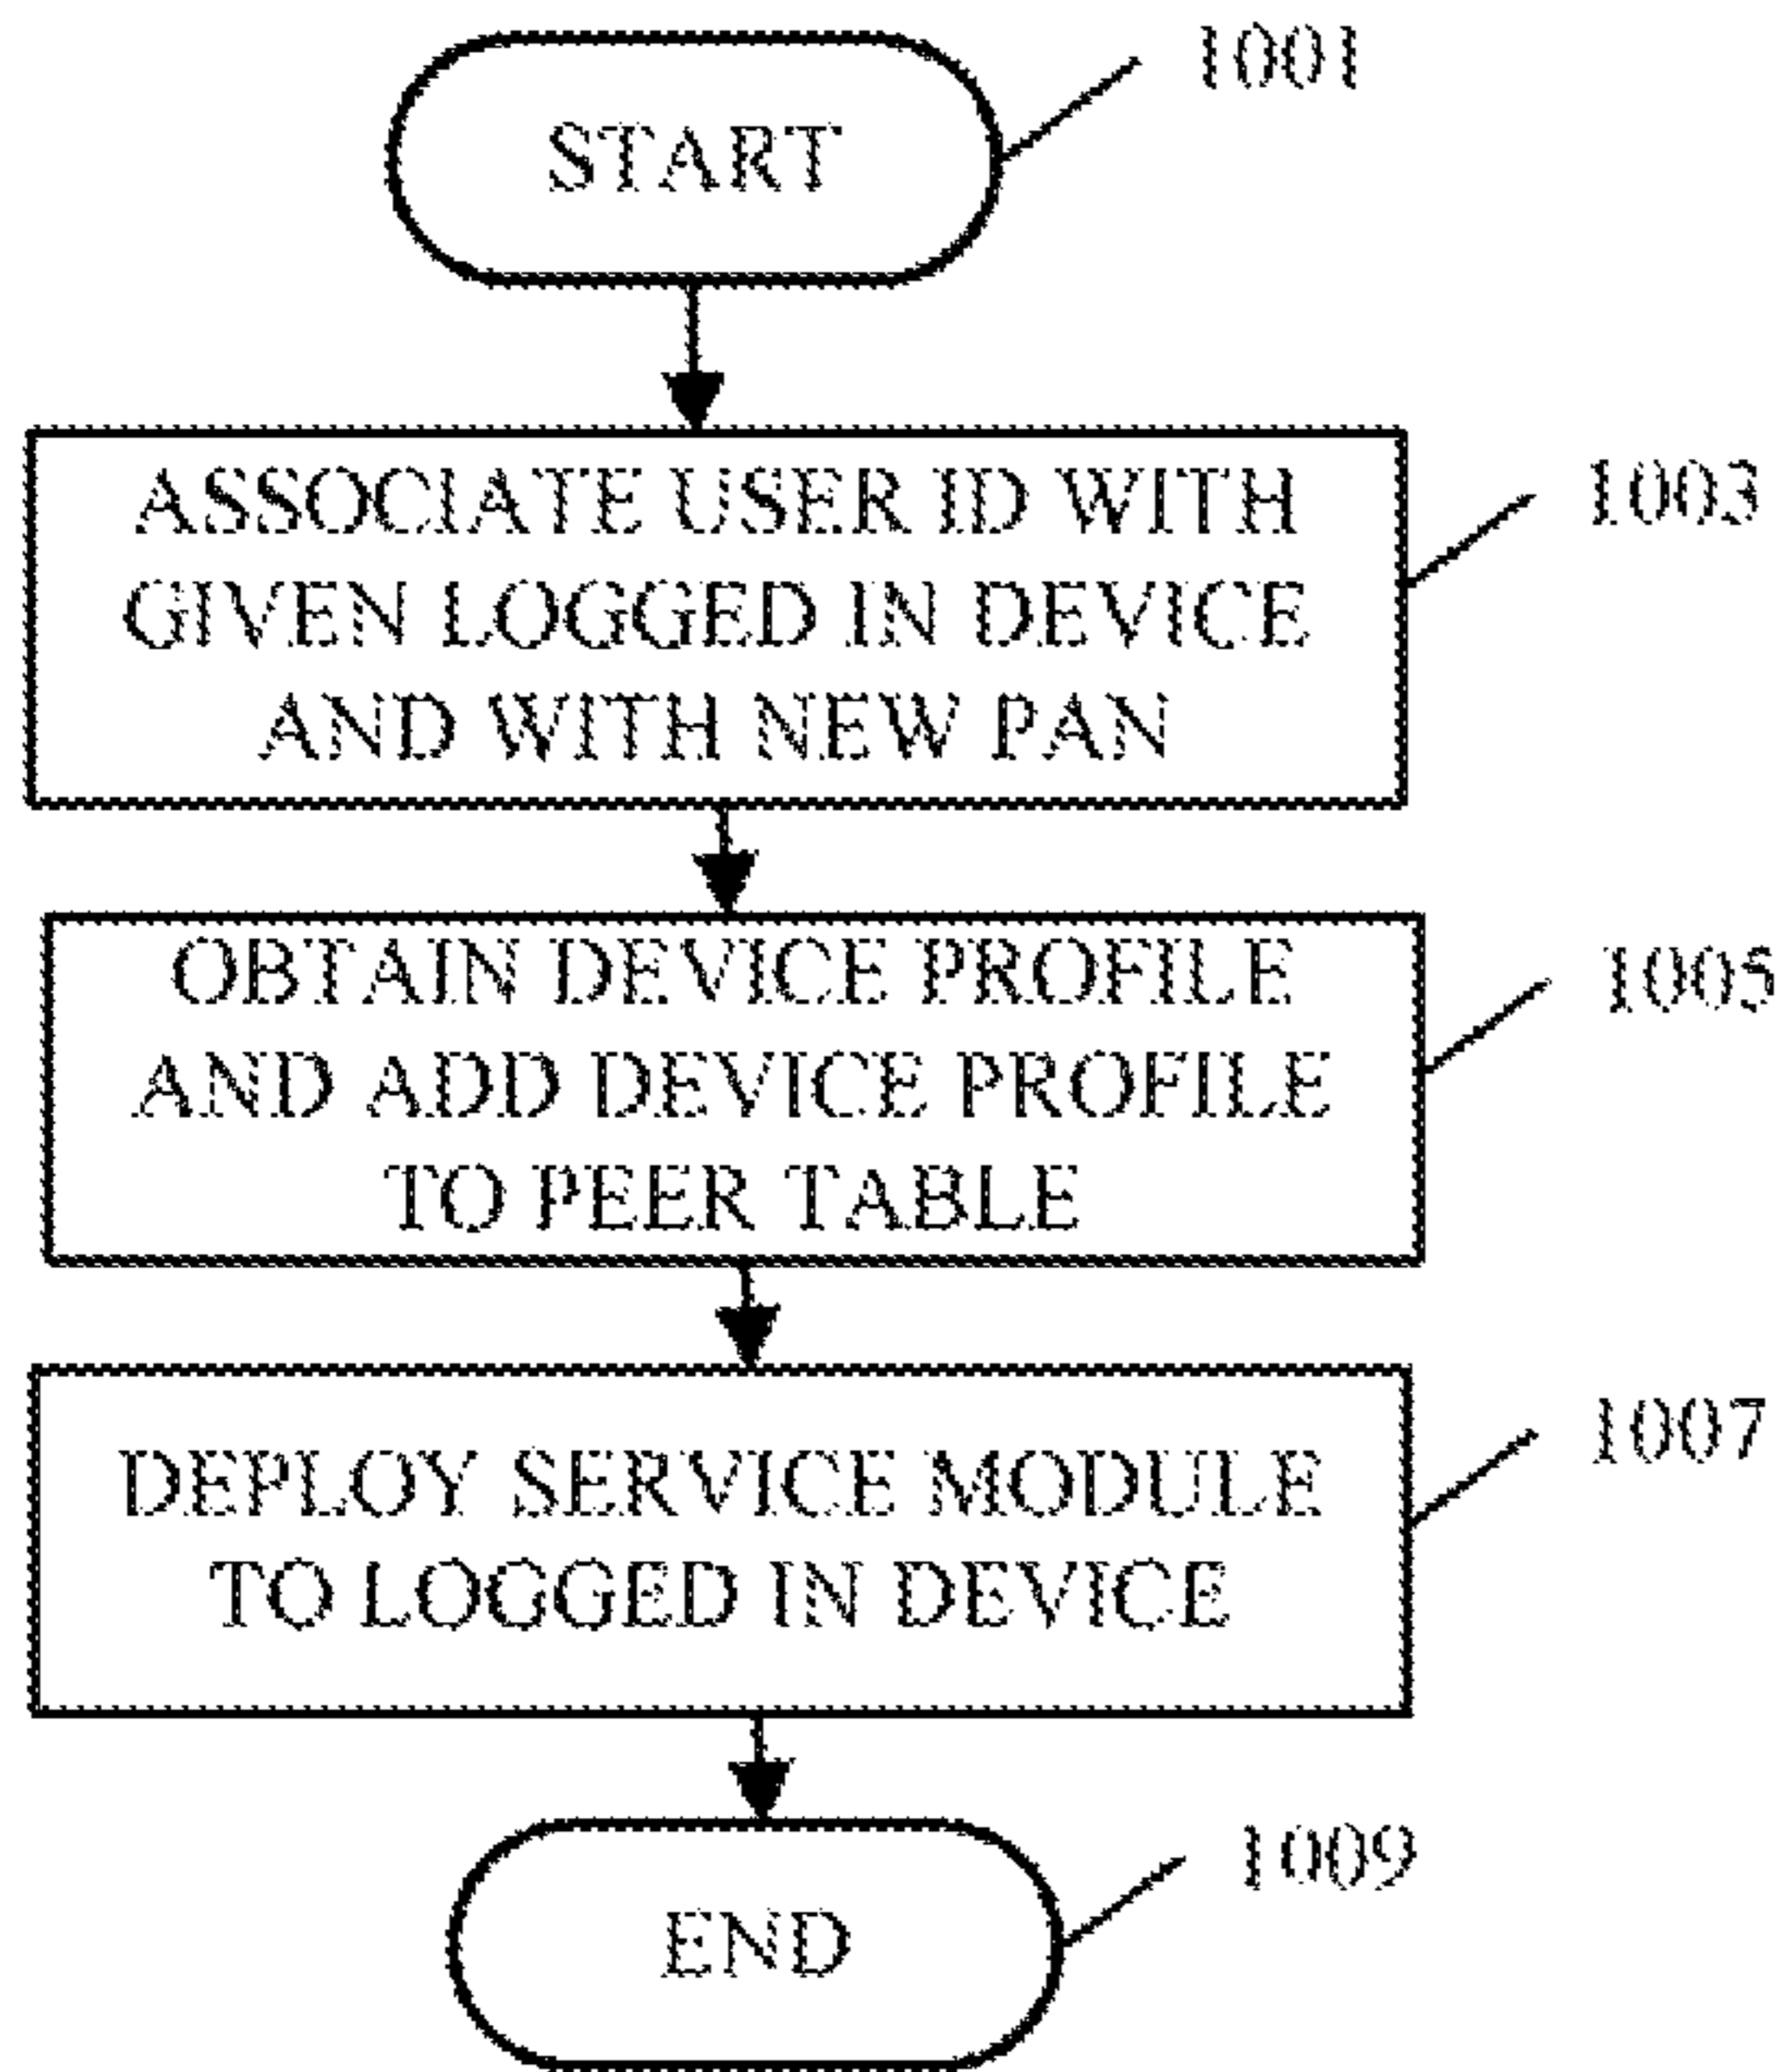 START
1001
ASSOCIATE USER ID WITH
GIVEN LOGGED IN DEVICE
AND WITH NEW PAN
1003
OBTAIN DEVICE PROFILE
AND ADD DEVICE PROFILE
TO PEER TABLE
1005
DEPLOY SERVICE MODULE
TO LOGGED IN DEVICE
1007
END
1009